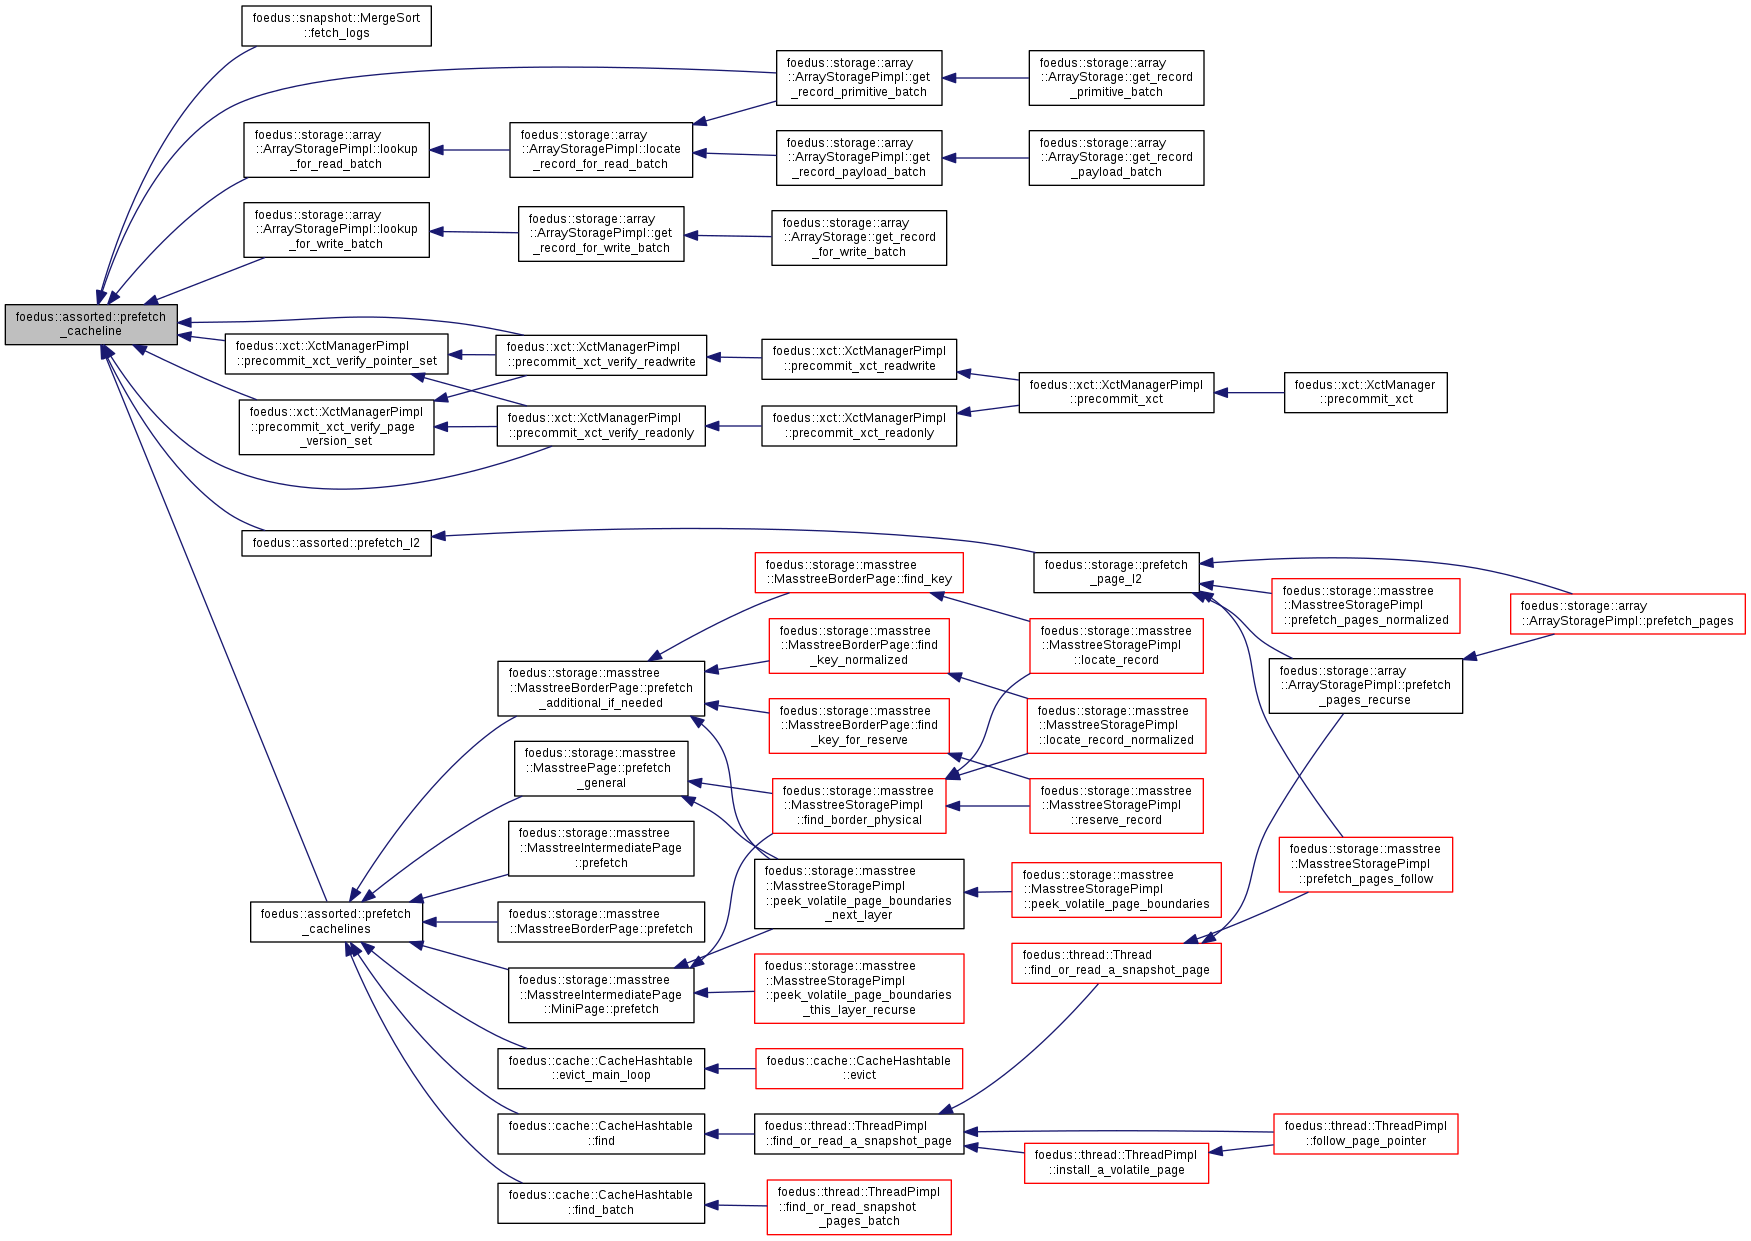 foedus::snapshot::MergeSort
::fetch_logs
foedus::storage::array
::ArrayStoragePimpl::get
_record_primitive_batch
foedus::storage::array
::ArrayStorage::get_record
_primitive_batch
foedus::storage::array
::ArrayStoragePimpl::lookup
_for_read_batch
foedus::storage::array
::ArrayStoragePimpl::locate
_record_for_read_batch
foedus::storage::array
::ArrayStoragePimpl::get
_record_payload_batch
foedus::storage::array
::ArrayStorage::get_record
_payload_batch
foedus::storage::array
::ArrayStoragePimpl::lookup
_for_write_batch
foedus::storage::array
::ArrayStoragePimpl::get
_record_for_write_batch
foedus::storage::array
::ArrayStorage::get_record
_for_write_batch
foedus::assorted::prefetch
_cacheline
foedus::xct::XctManagerPimpl
::precommit_xct_verify_pointer_set
foedus::xct::XctManagerPimpl
::precommit_xct_verify_readwrite
foedus::xct::XctManagerPimpl
::precommit_xct_readwrite
foedus::xct::XctManagerPimpl
::precommit_xct
foedus::xct::XctManager
::precommit_xct
foedus::xct::XctManagerPimpl
::precommit_xct_verify_page
_version_set
foedus::xct::XctManagerPimpl
::precommit_xct_verify_readonly
foedus::xct::XctManagerPimpl
::precommit_xct_readonly
foedus::assorted::prefetch_l2
foedus::storage::prefetch
_page_l2
foedus::storage::masstree
::MasstreeBorderPage::find_key
foedus::storage::masstree
::MasstreeStoragePimpl
::prefetch_pages_normalized
foedus::storage::array
::ArrayStoragePimpl::prefetch_pages
foedus::storage::masstree
::MasstreeBorderPage::find
_key_normalized
foedus::storage::masstree
::MasstreeStoragePimpl
::locate_record
foedus::storage::masstree
::MasstreeBorderPage::prefetch
_additional_if_needed
foedus::storage::array
::ArrayStoragePimpl::prefetch
_pages_recurse
foedus::storage::masstree
::MasstreeBorderPage::find
_key_for_reserve
foedus::storage::masstree
::MasstreeStoragePimpl
::locate_record_normalized
foedus::storage::masstree
::MasstreePage::prefetch
_general
foedus::storage::masstree
::MasstreeStoragePimpl
::find_border_physical
foedus::storage::masstree
::MasstreeStoragePimpl
::reserve_record
foedus::storage::masstree
::MasstreeIntermediatePage
::prefetch
foedus::storage::masstree
::MasstreeStoragePimpl
::prefetch_pages_follow
foedus::storage::masstree
::MasstreeStoragePimpl
::peek_volatile_page_boundaries
_next_layer
foedus::storage::masstree
::MasstreeStoragePimpl
::peek_volatile_page_boundaries
foedus::assorted::prefetch
_cachelines
foedus::storage::masstree
::MasstreeBorderPage::prefetch
foedus::thread::Thread
::find_or_read_a_snapshot_page
foedus::storage::masstree
::MasstreeIntermediatePage
::MiniPage::prefetch
foedus::storage::masstree
::MasstreeStoragePimpl
::peek_volatile_page_boundaries
_this_layer_recurse
foedus::cache::CacheHashtable
::evict_main_loop
foedus::cache::CacheHashtable
::evict
foedus::cache::CacheHashtable
::find
foedus::thread::ThreadPimpl
::find_or_read_a_snapshot_page
foedus::thread::ThreadPimpl
::follow_page_pointer
foedus::thread::ThreadPimpl
::install_a_volatile_page
foedus::cache::CacheHashtable
::find_batch
foedus::thread::ThreadPimpl
::find_or_read_snapshot
_pages_batch